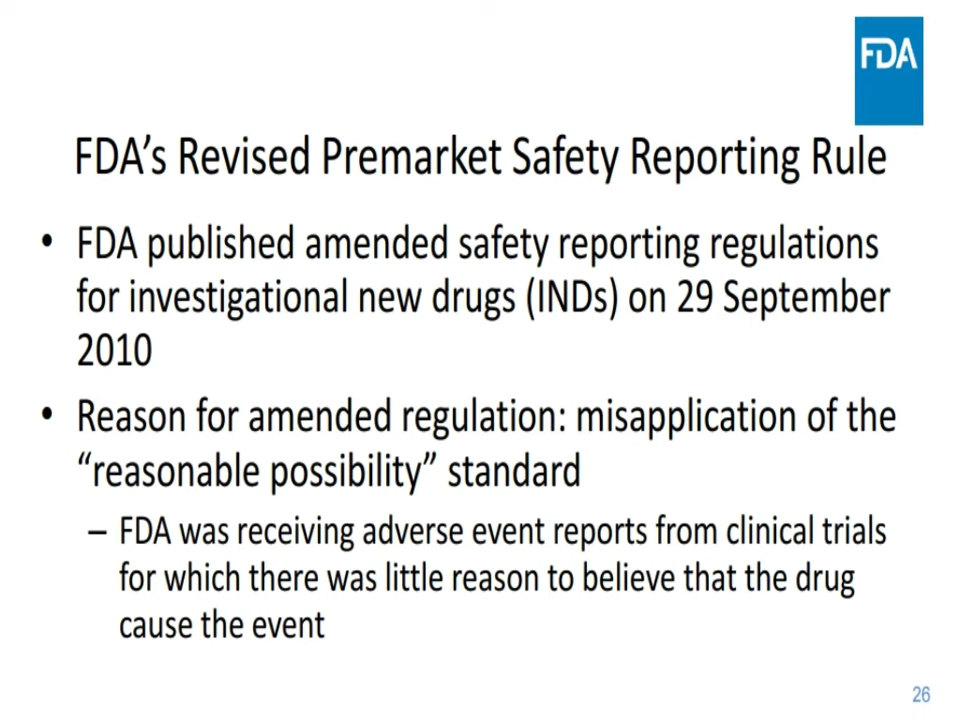 FDA
FDA's Revised Premarket Safety Reporting Rule
• FDA published amended safety reporting regulations
for investigational new drugs (INDs) on 29 September
2010
• Reason for amended regulation: misapplication of the
“reasonable possibility” standard
– FDA was receiving adverse event reports from clinical trials
for which there was little reason to believe that the drug
cause the event
26